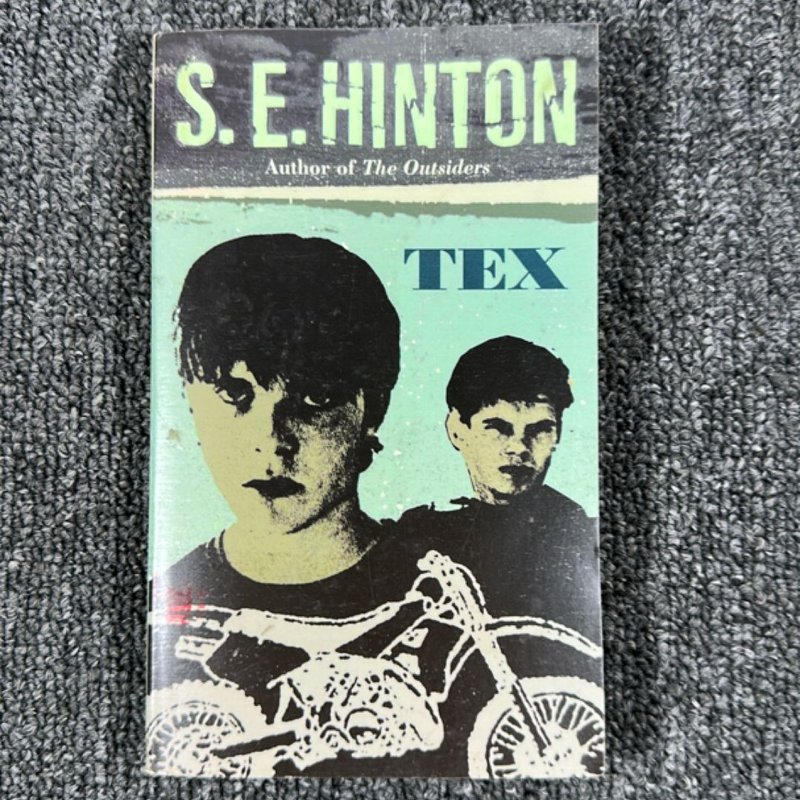 S. E. HINTON
Author of The Outsiders
TEX